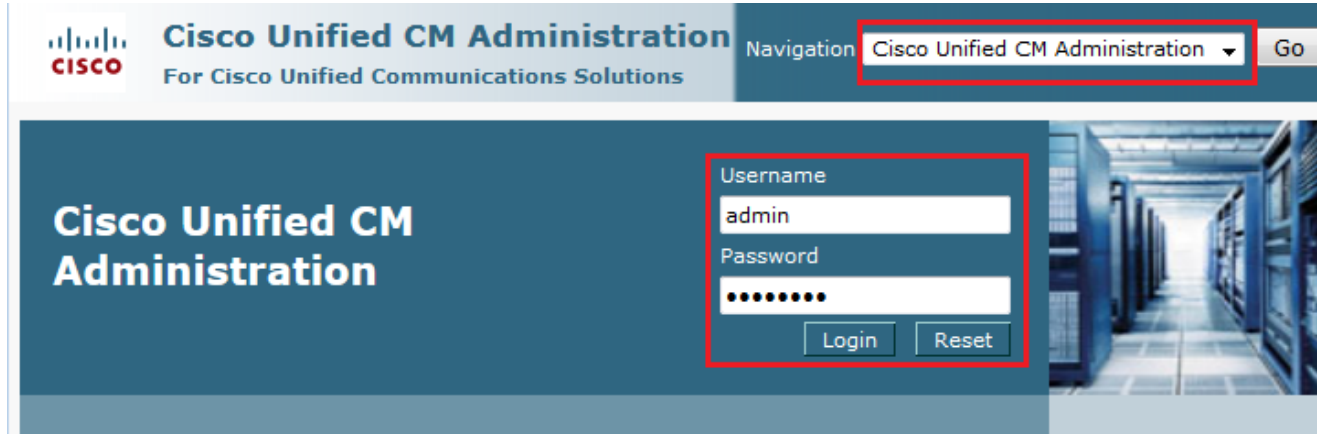 CISCO
Cisco Unified CM Administration
For Cisco Unified Communications Solutions
Navigation Cisco Unified CM Administration Go
Cisco Unified CM
Administration
Username
admin
Password
••••••••
Login Reset